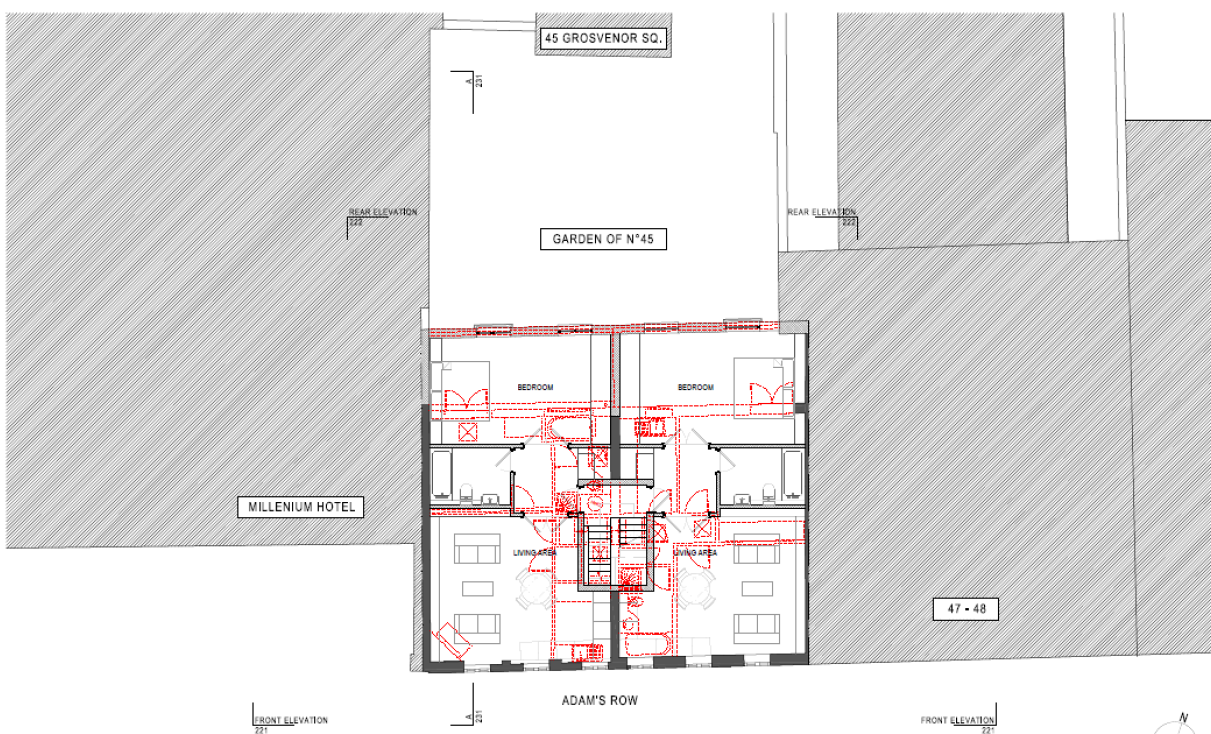 45 GROSVENOR SQ.
A
231
REAR ELEVATION
222
REAR ELEVATION
222
GARDEN OF N°45
BEDROOM
BEDROOM
MILLENIUM HOTEL
LIVING AREA
LIVING AREA
47 - 48
ADAM'S ROW
A
231
FRONT ELEVATION
221
FRONT ELEVATION
221
N